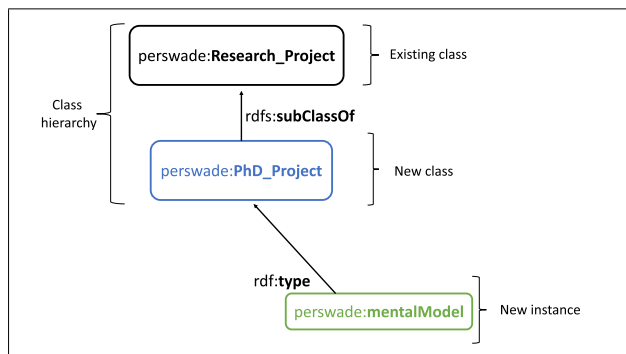 perswade:Research_Project
Existing class
Class
hierarchy
rdfs:subClassOf
perswade:PhD_Project
New class
rdf:type
perswade:mentalModel
New instance